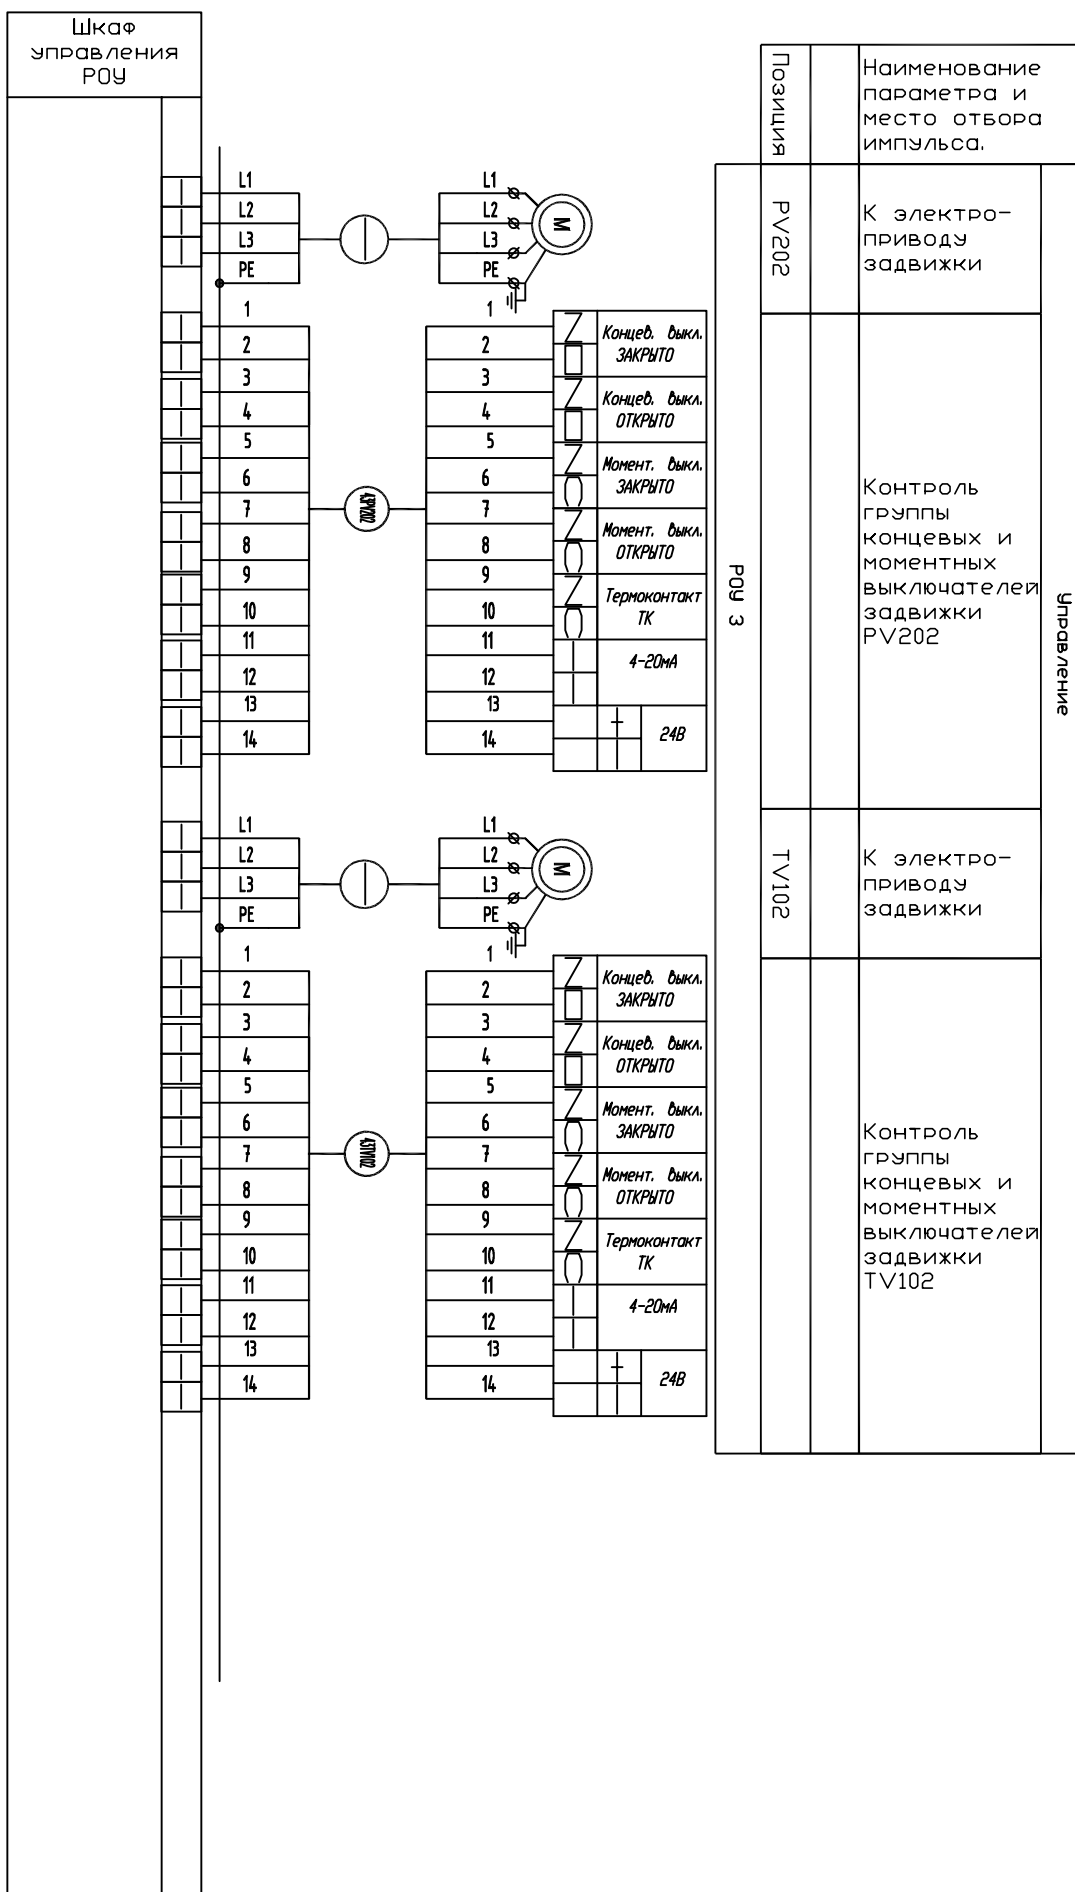 Шкаф
управления
РОУ
Наименование
параметра и
место отбора
импульса.
Позиция
Управление
РОУ 3
PV202
К электро-
приводу
задвижки
L1
L2
L3
PE
L1
L2
L3
PE
M
Контроль
группы
концевых и
моментных
выключателей
задвижки
PV202
1
2
3
4
5
6
7
8
9
10
11
12
13
14
43PV202
1
2
3
4
5
6
7
8
9
10
11
12
13
14
Концев. выкл.
ЗАКРЫТО
Концев. выкл.
ОТКРЫТО
Момент. выкл.
ЗАКРЫТО
Момент. выкл.
ОТКРЫТО
Термоконтакт
ТК
4-20мА
24В
TV102
К электро-
приводу
задвижки
L1
L2
L3
PE
L1
L2
L3
PE
M
Контроль
группы
концевых и
моментных
выключателей
задвижки
TV102
1
2
3
4
5
6
7
8
9
10
11
12
13
14
43TV102
1
2
3
4
5
6
7
8
9
10
11
12
13
14
Концев. выкл.
ЗАКРЫТО
Концев. выкл.
ОТКРЫТО
Момент. выкл.
ЗАКРЫТО
Момент. выкл.
ОТКРЫТО
Термоконтакт
ТК
4-20мА
24В